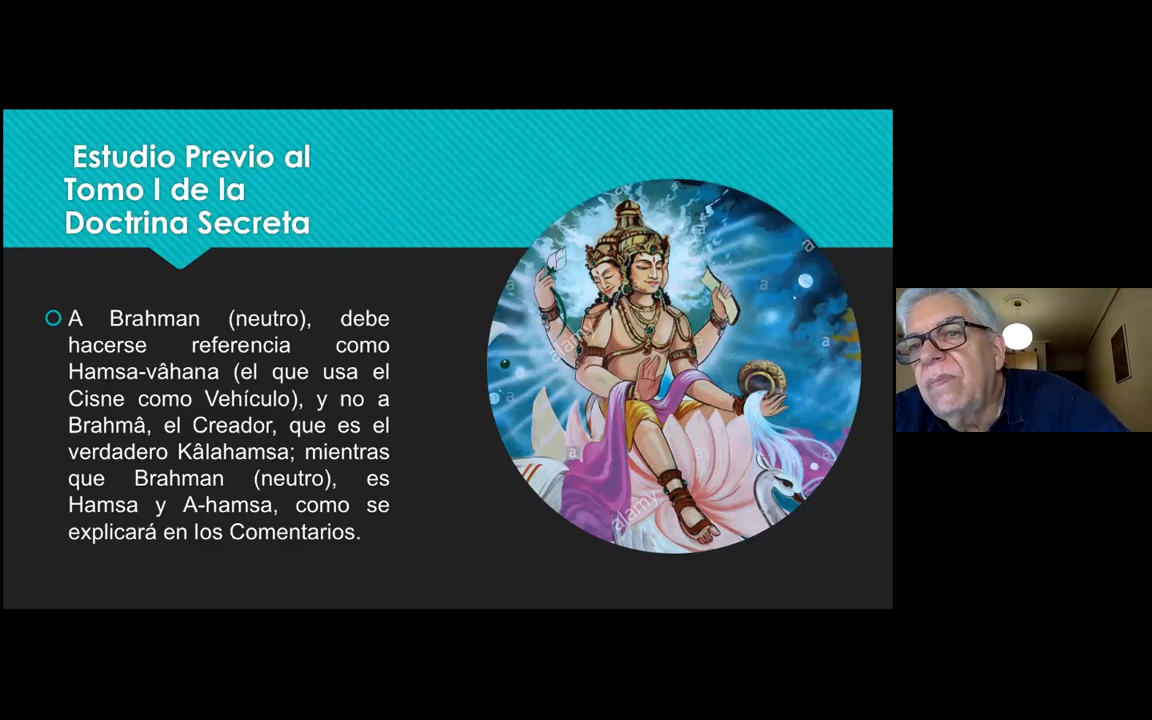 Estudio Previo al
Tomo I de la
Doctrina Secreta
A Brahman (neutro), debe
hacerse referencia como
Hamsa-vâhana (el que usa el
Cisne como Vehículo), y no a
Brahmâ, el Creador, que es el
verdadero Kâlahamsa; mientras
que Brahman (neutro), es
Hamsa y A-hamsa, como se
explicará en los Comentarios.
a
a
a
a
alamy
a
a
alamy